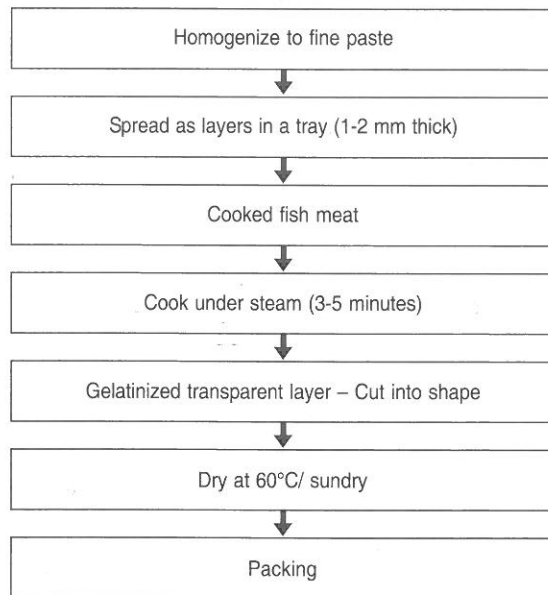 Homogenize to fine paste
Spread as layers in a tray (1-2 mm thick)
Cooked fish meat
Cook under steam (3-5 minutes)
Gelatinized transparent layer – Cut into shape
Dry at 60°C/ sundry
Packing